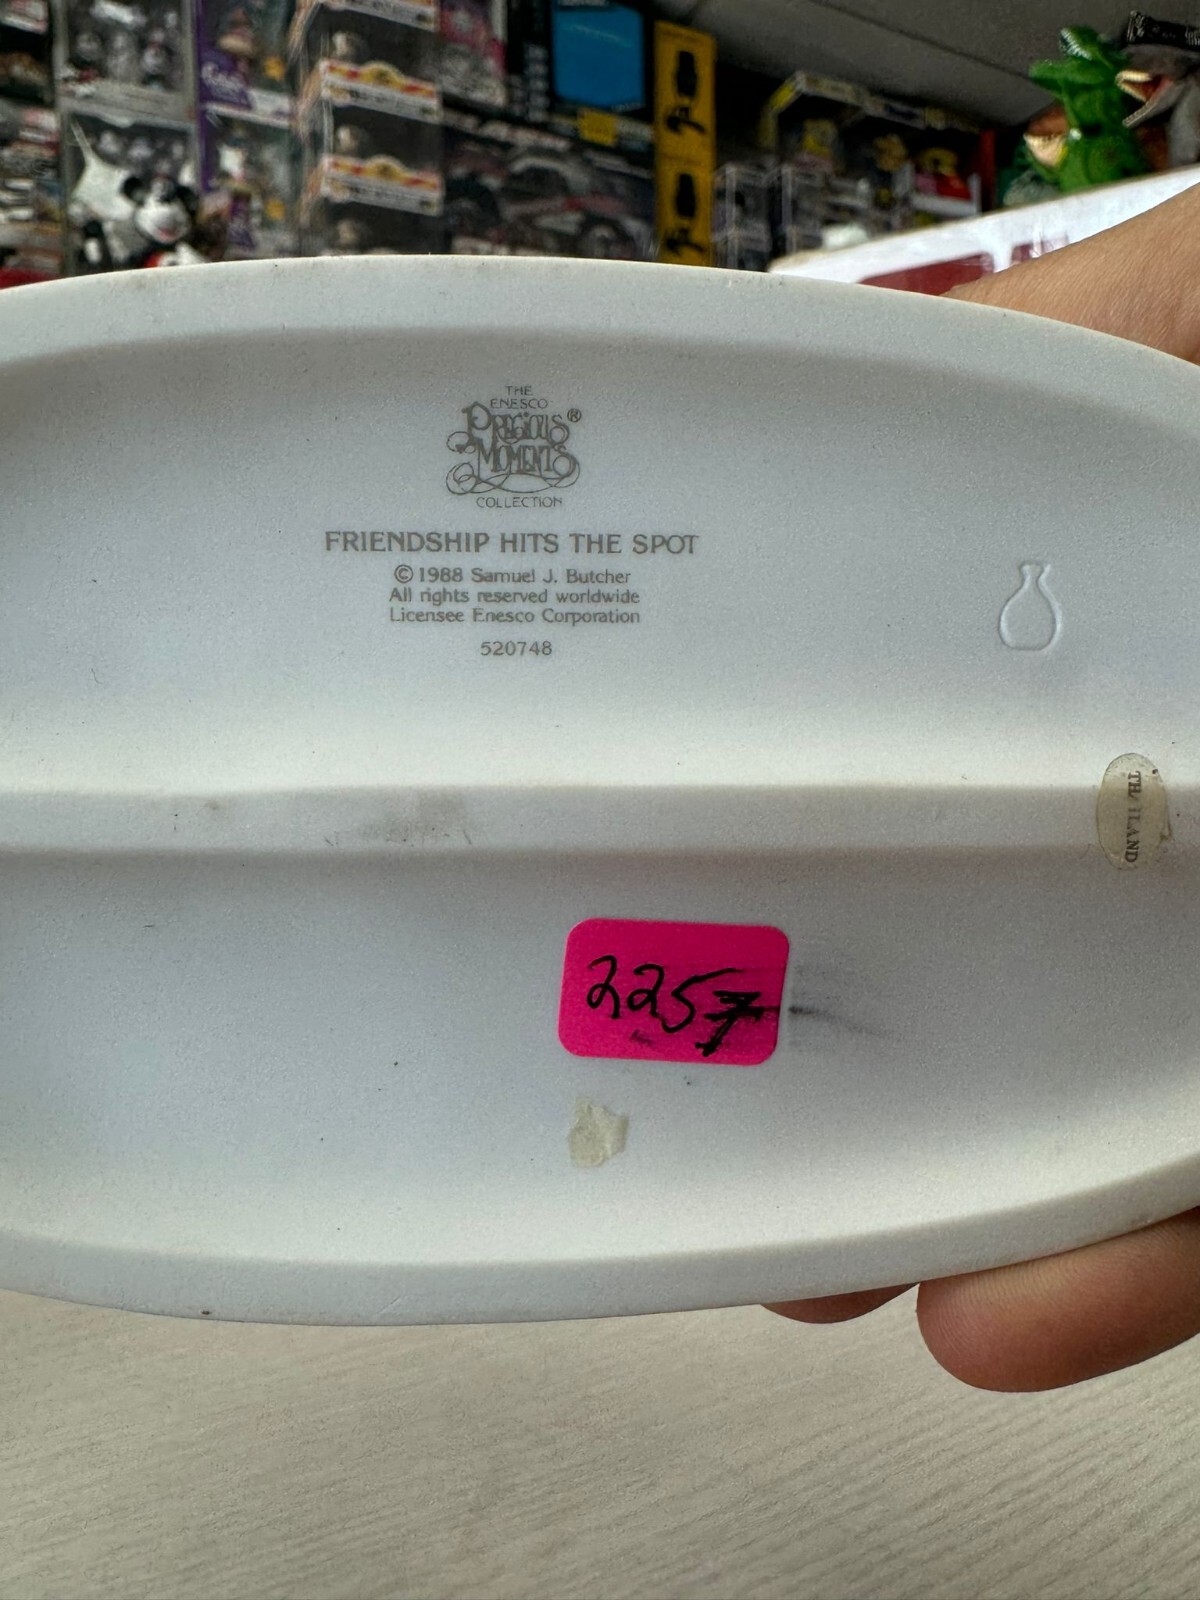 THE
ENESCO
PRECIOUS®
MOMENTS
COLLECTION
FRIENDSHIP HITS THE SPOT
©1988 Samuel J. Butcher
All rights reserved worldwide
Licensee Enesco Corporation
520748
THAILAND
225